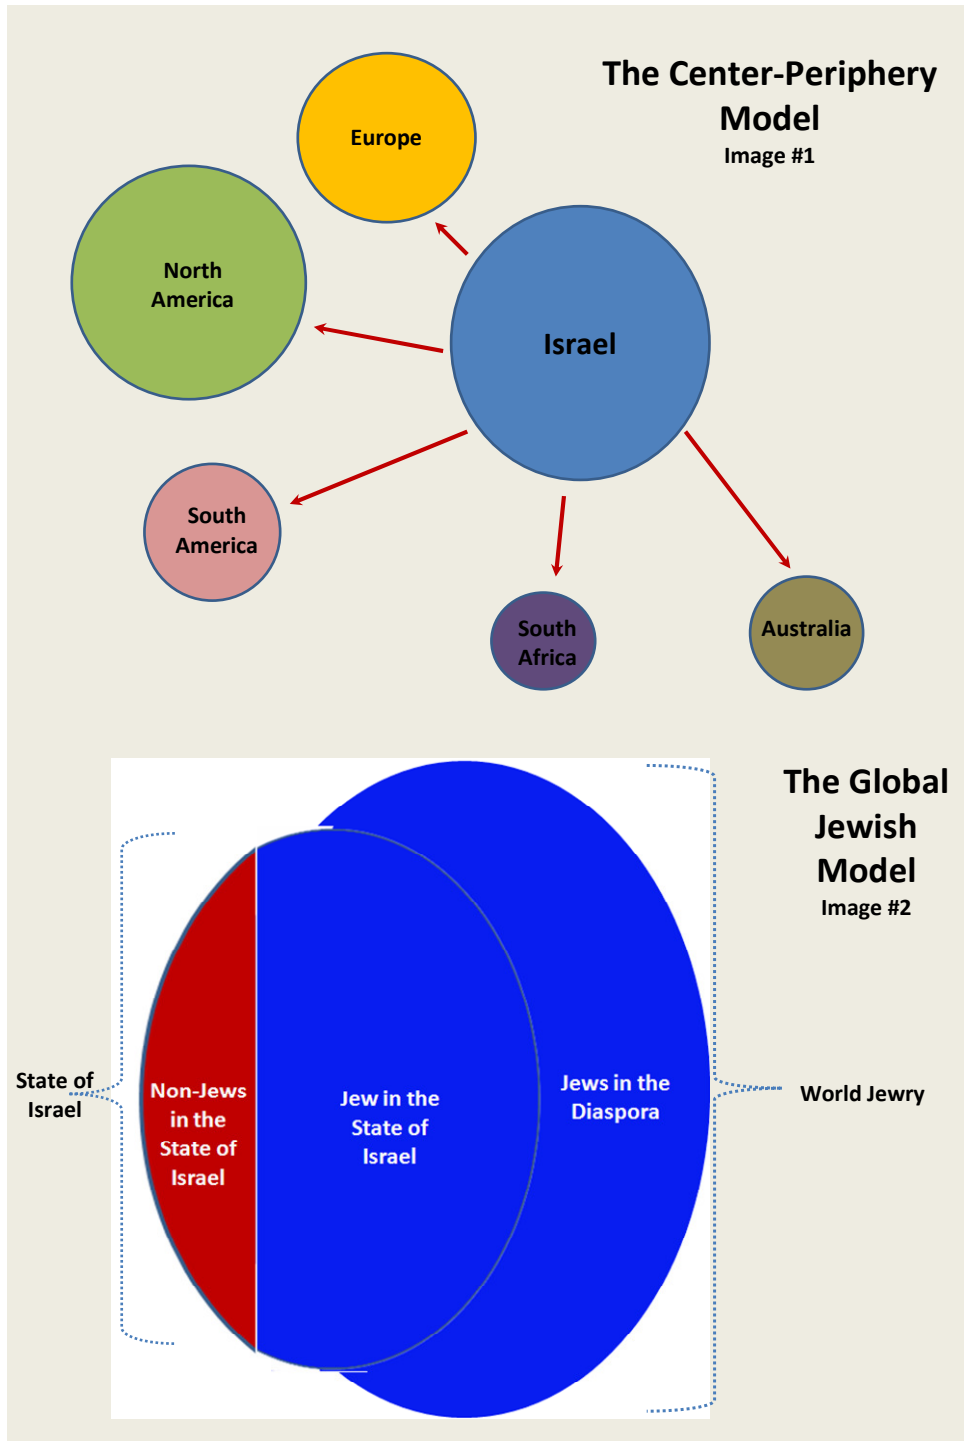 The Center-Periphery
Model
Image #1
Europe
North
America
Israel
South
America
South
Africa
Australia
The Global
Jewish
Model
Image #2
State of
Israel
Non-Jews
in the
State of
Israel
Jew in the
State of
Israel
Jews in the
Diaspora
World Jewry